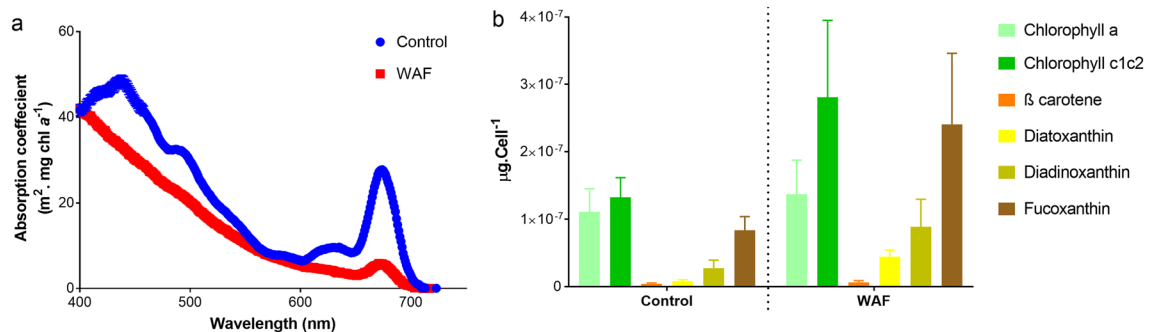 a
60
40
20
0
Absorption coeffecient
(m². mg chl a⁻¹)
Control
WAF
400
500
600
700
Wavelength (nm)
b
4×10⁻⁷
3×10⁻⁷
2×10⁻⁷
1×10⁻⁷
0
µg.Cell⁻¹
Control
WAF
Chlorophyll a
Chlorophyll c1c2
ß carotene
Diatoxanthin
Diadinoxanthin
Fucoxanthin